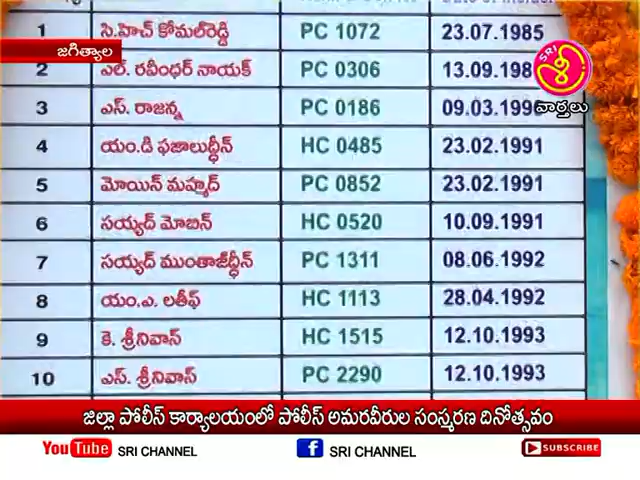 1 సి.హెచ్ కోమల్‌రెడ్డి PC 1072 23.07.1985
జగిత్యాల
2 ఎల్. రవీంధర్ నాయక్ PC 0306 13.09.198
SRI శ్రీ
3 ఎస్. రాజన్న PC 0186 09.03.199
వార్తలు
4 యం.డి ఫజాలుద్ధీన్ HC 0485 23.02.1991
5 మోయిన్ మహ్మద్ PC 0852 23.02.1991
6 సయ్యద్ మోబిన్ HC 0520 10.09.1991
7 సయ్యద్ ముంతాజీద్ధీన్ PC 1311 08.06.1992
8 యం.ఎ. లతీఫ్ HC 1113 28.04.1992
9 కె. శ్రీనివాస్ HC 1515 12.10.1993
10 ఎస్. శ్రీనివాస్ PC 2290 12.10.1993
జిల్లా పోలీస్ కార్యాలయంలో పోలీస్ అమరవీరుల సంస్మరణ దినోత్సవం
YouTube SRI CHANNEL f SRI CHANNEL SUBSCRIBE